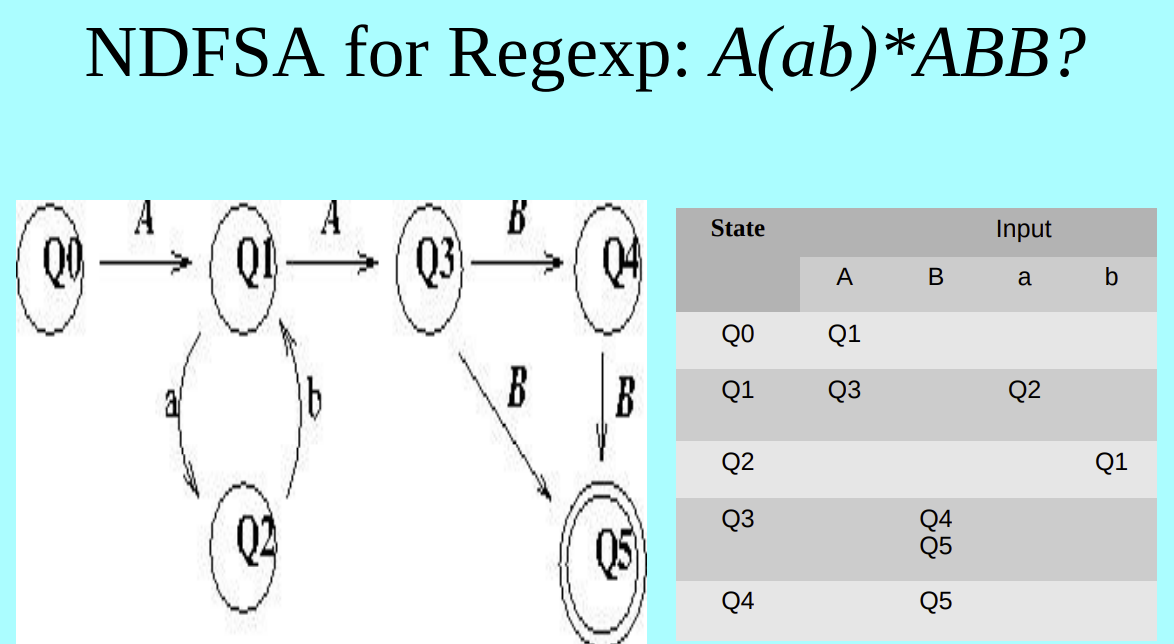 NDFSA for Regexp: A(ab)*ABB?
A A B
Q0 Q1 Q3 Q4
a b B B
Q2 Q5
State Input
A B a b
Q0 Q1
Q1 Q3 Q2
Q2 Q1
Q3 Q4
Q5
Q4 Q5